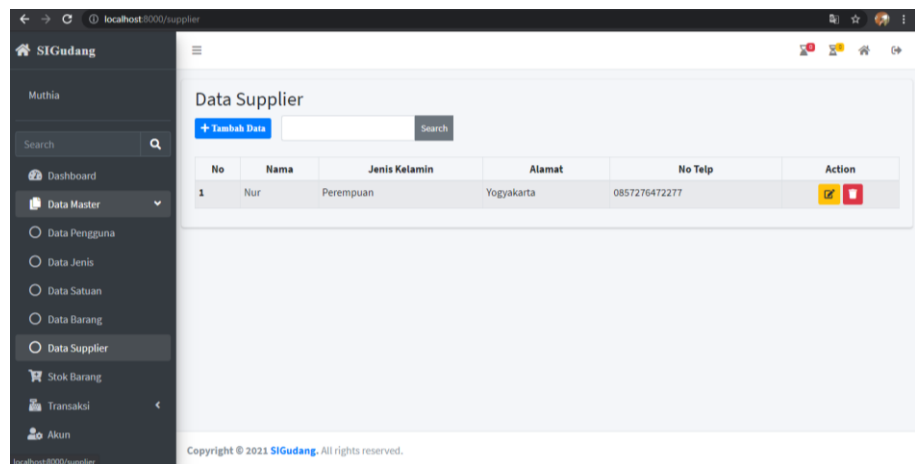 localhost:8000/supplier
SIGudang
0
Muthia
Data Supplier
Tambah Data
Search
Search
No Nama Jenis Kelamin Alamat No Telp Action
1 Nur Perempuan Yogyakarta 0857276472277
Dashboard
Data Master
Data Pengguna
Data Jenis
Data Satuan
Data Barang
Data Supplier
Stok Barang
Transaksi
Akun
Copyright © 2021 SIGudang. All rights reserved.
localhost:8000/supplier